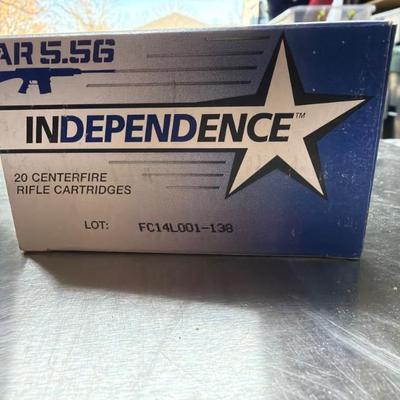 AR 5.56
INDEPENDENCE™
20 CENTERFIRE
RIFLE CARTRIDGES
LOT: FC14L001-138